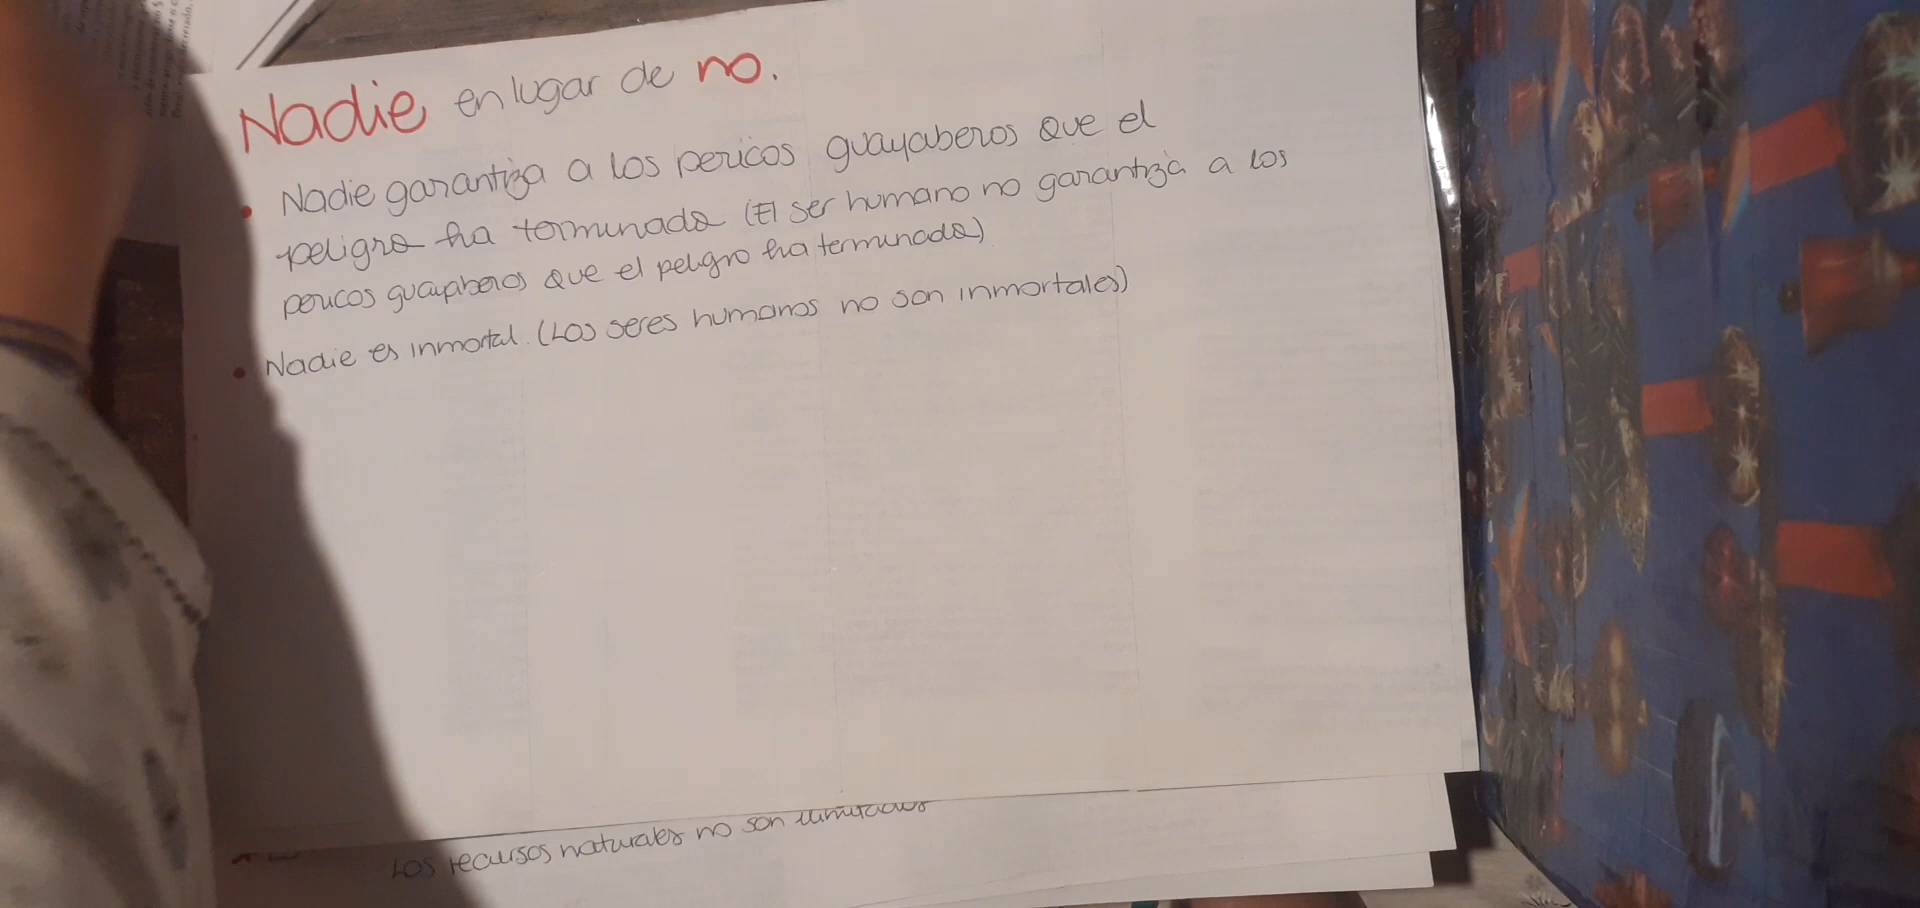 Nadie en lugar de no.
• Nadie garantiza a los pericos guayaberos que el
peligro ha terminado (El ser humano no garantiza a los
pericos guayaberos que el peligro ha terminado)
• Nadie es inmortal. (Los seres humanos no son inmortales)
Los recursos naturales no son